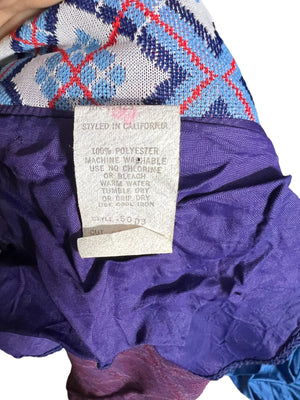 STYLED IN CALIFORNIA
100% POLYESTER
MACHINE WASHABLE
USE NO CHLORINE
OR BLEACH
WARM WATER
TUMBLE DRY
OR DRIP DRY
USE COOL IRON
STYLE